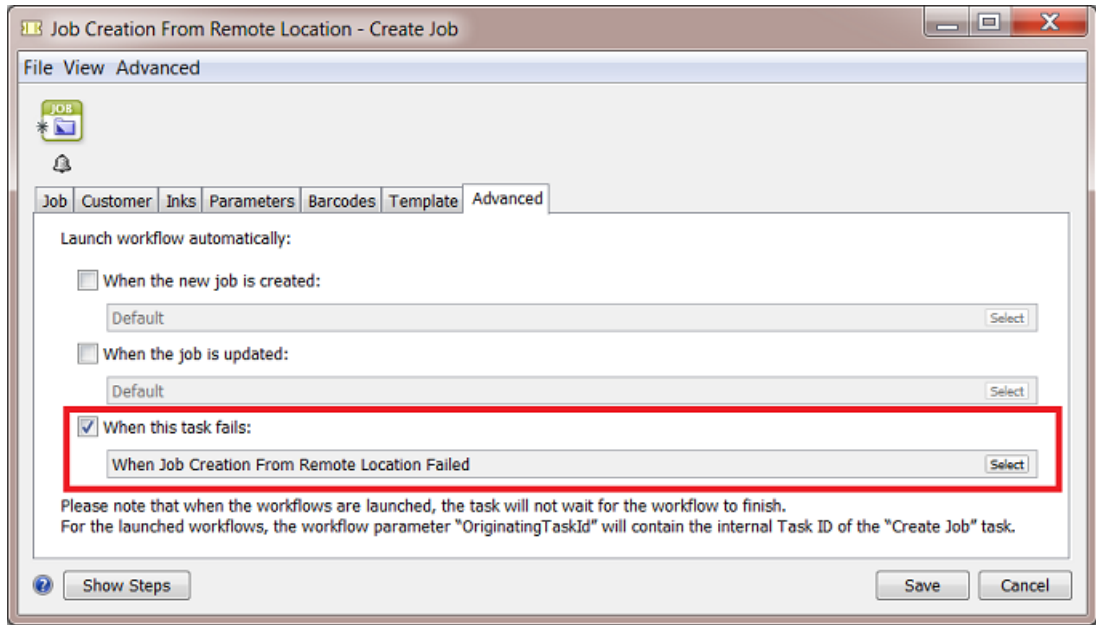 Job Creation From Remote Location - Create Job
File View Advanced
JOB
Job Customer Inks Parameters Barcodes Template Advanced
Launch workflow automatically:
When the new job is created:
Default Select
When the job is updated:
Default Select
When this task fails:
When Job Creation From Remote Location Failed Select
Please note that when the workflows are launched, the task will not wait for the workflow to finish.
For the launched workflows, the workflow parameter “OriginatingTaskId” will contain the internal Task ID of the “Create Job” task.
? Show Steps Save Cancel